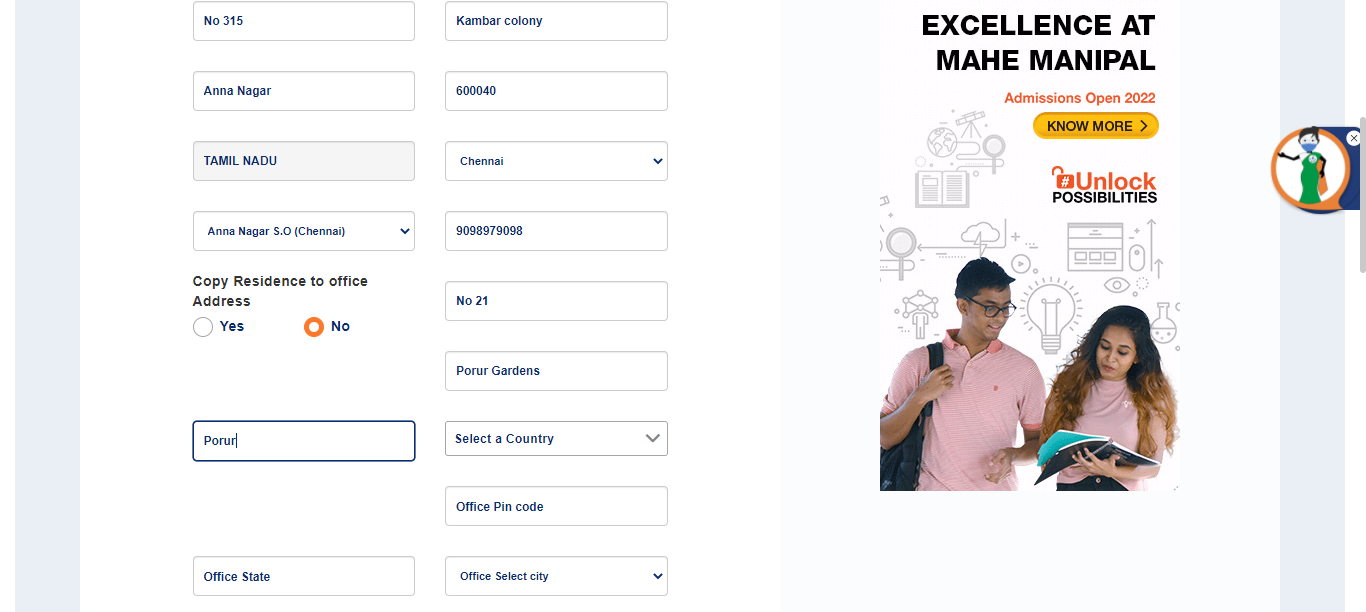 No 315
Kambar colony
Anna Nagar
600040
TAMIL NADU
Chennai
Anna Nagar S.O (Chennai)
9098979098
Copy Residence to office
Address
Yes
No
No 21
Porur Gardens
Porur
Select a Country
Office Pin code
Office State
Office Select city
EXCELLENCE AT
MAHE MANIPAL
Admissions Open 2022
KNOW MORE
#Unlock
POSSIBILITIES